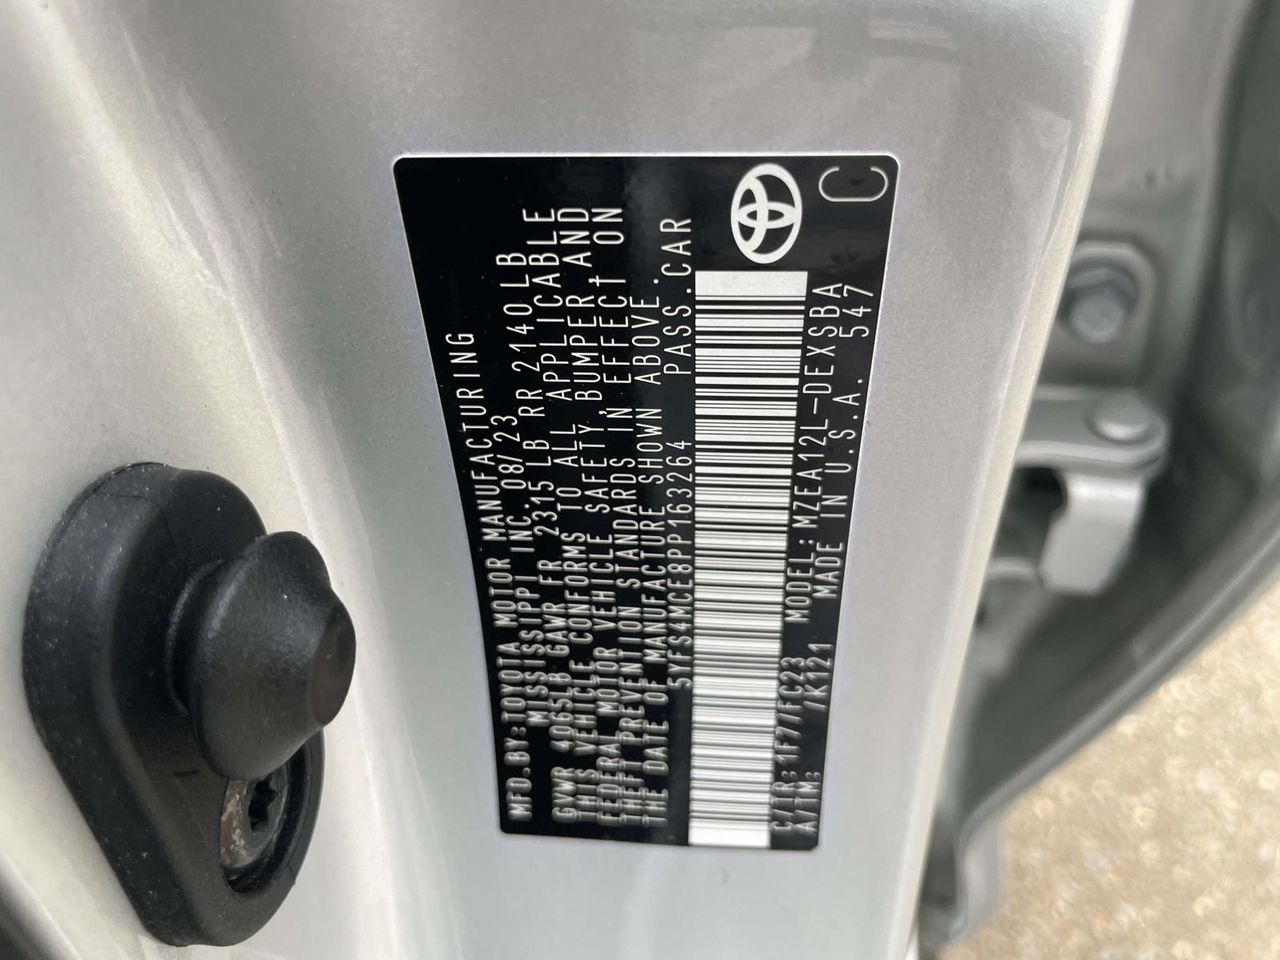 MFD.BY:TOYOTA MOTOR MANUFACTURING
MISSISSIPPI INC. 08/23
GVWR 4065LB GAWR FR 2315LB RR 2140LB
THIS VEHICLE CONFORMS TO ALL APPLICABLE
FEDERAL MOTOR VEHICLE SAFETY, BUMPER, AND
THEFT PREVENTION STANDARDS IN EFFECT ON
THE DATE OF MANUFACTURE SHOWN ABOVE.
5YFS4MCE8PP163264 PASS.CAR
C/TR:1F7/FC23 MODEL:MZEA12L-DEXSBA
A/TM: /K121 MADE IN U.S.A. 547
C